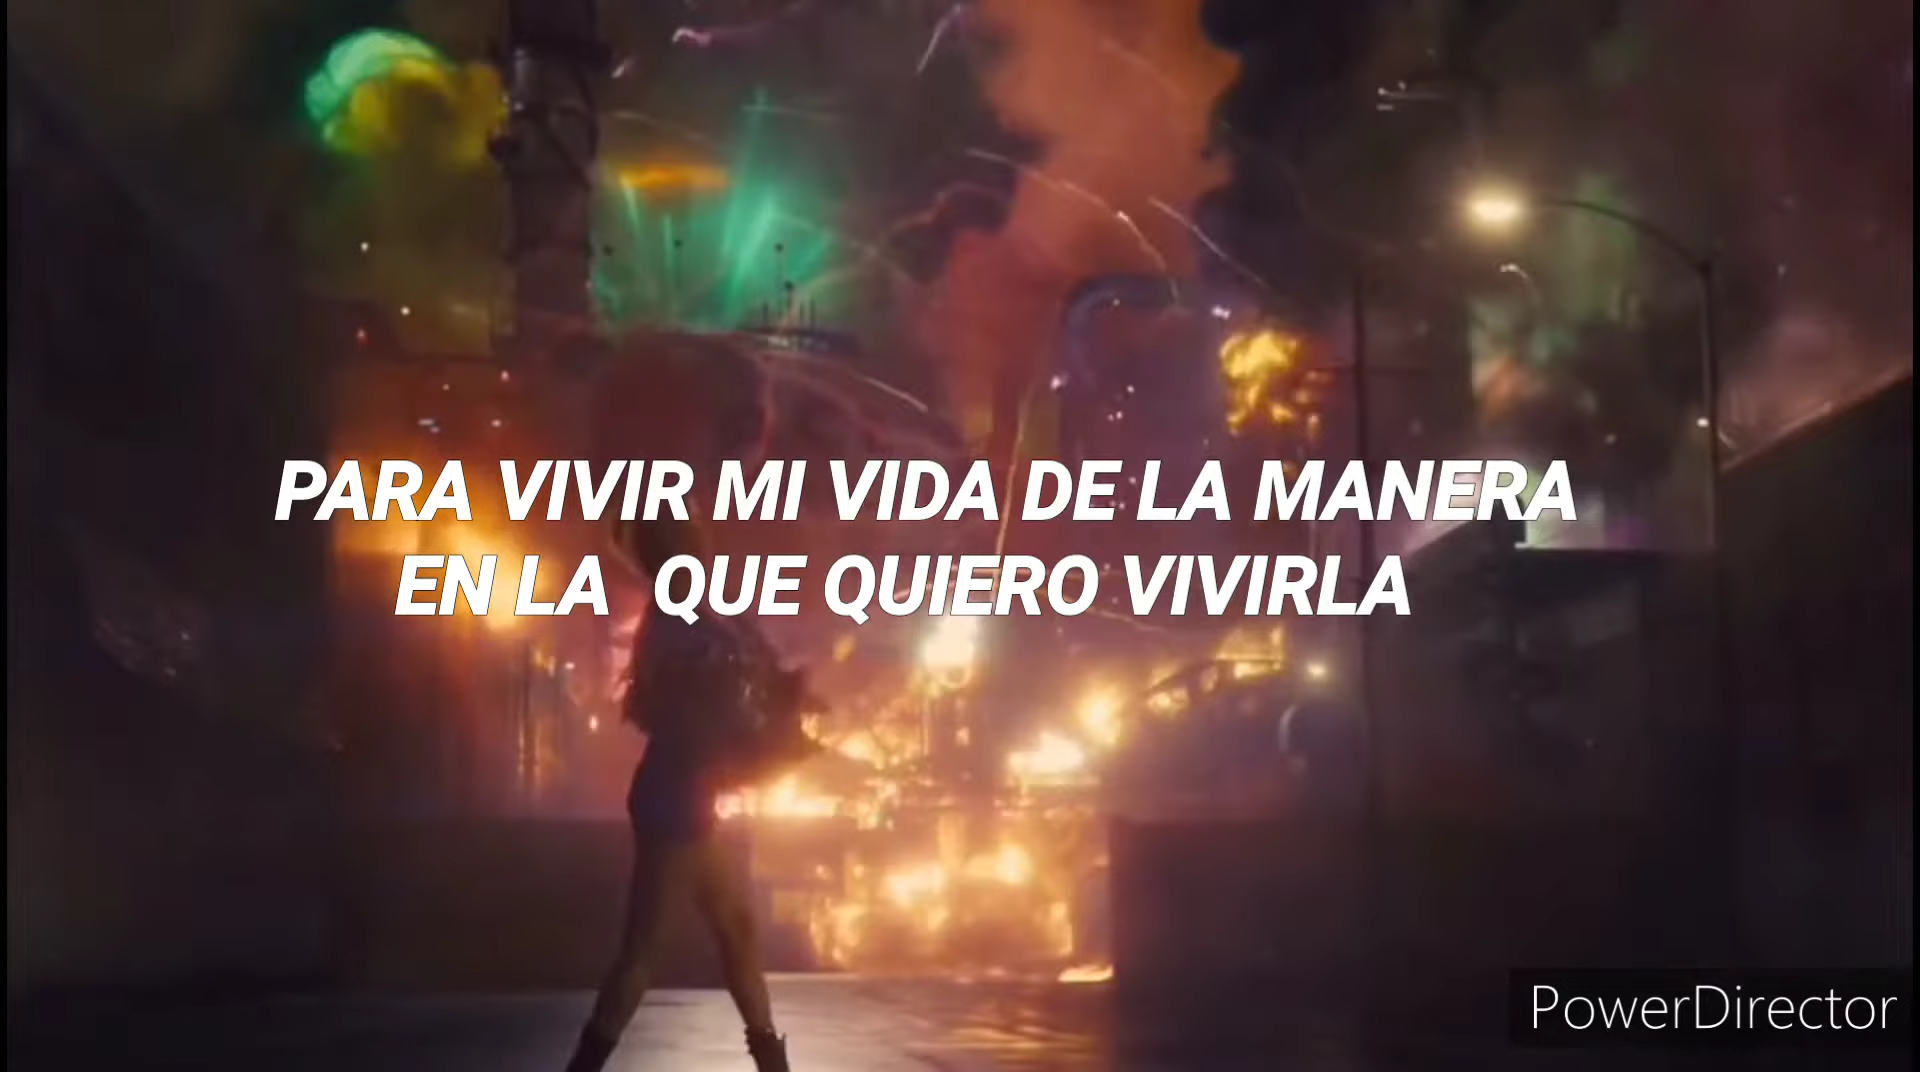 PARA VIVIR MI VIDA DE LA MANERA
EN LA QUE QUIERO VIVIRLA
PowerDirector